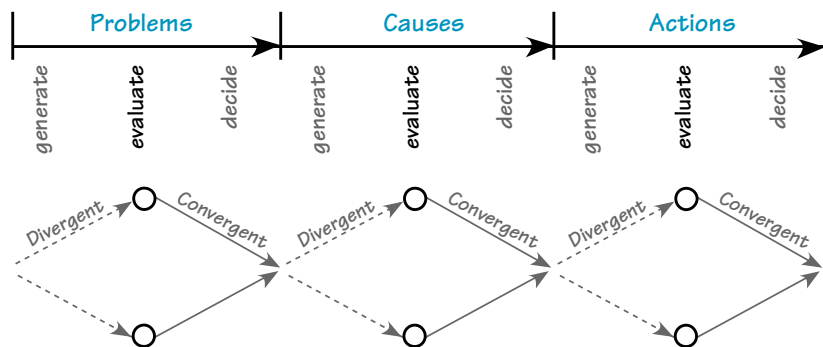 Problems Causes Actions
generate evaluate decide generate evaluate decide generate evaluate decide
Divergent Convergent Divergent Convergent Divergent Convergent